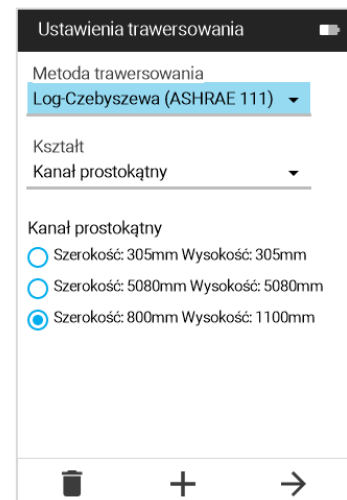 Ustawienia trawersowania
Metoda trawersowania
Log-Czebyszewa (ASHRAE 111)
Kształt
Kanał prostokątny
Kanał prostokątny
Szerokość: 305mm Wysokość: 305mm
Szerokość: 5080mm Wysokość: 5080mm
Szerokość: 800mm Wysokość: 1100mm